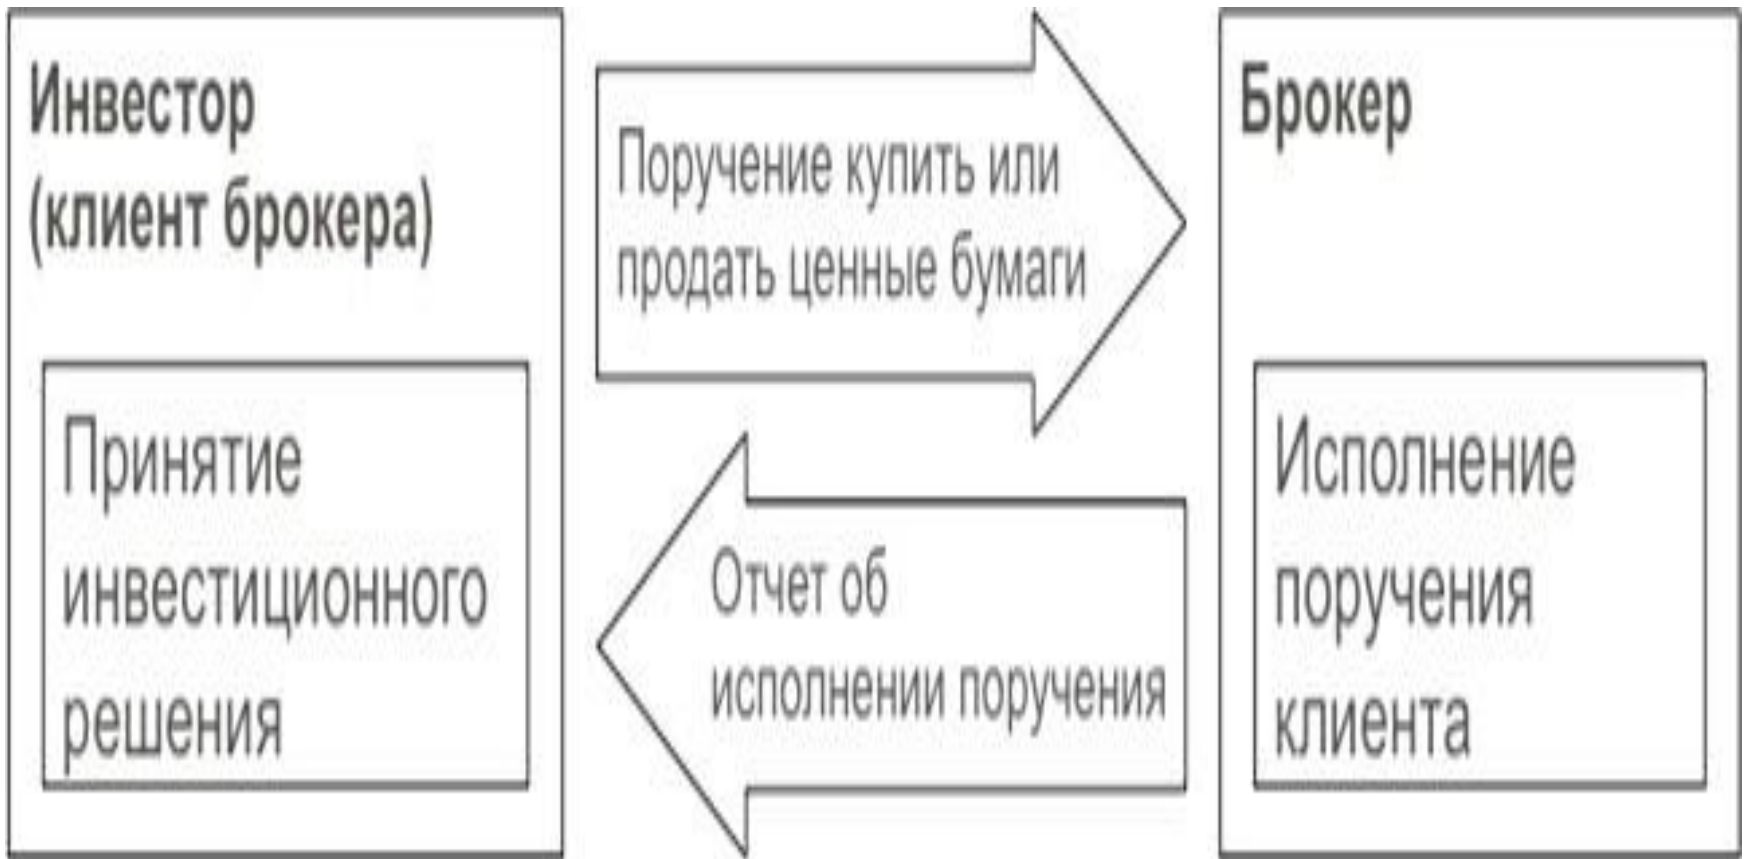 Инвестор
(клиент брокера)
Принятие
инвестиционного
решения
Поручение купить или
продать ценные бумаги
Отчет об
исполнении поручения
Брокер
Исполнение
поручения
клиента